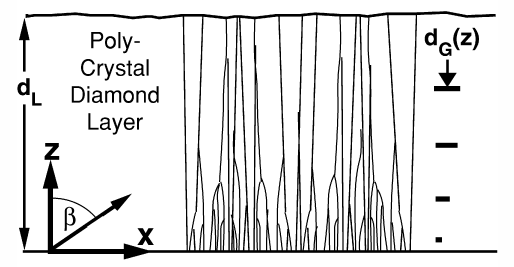 Poly-
Crystal
Diamond
Layer
d_L
d_G(z)
z
β
x